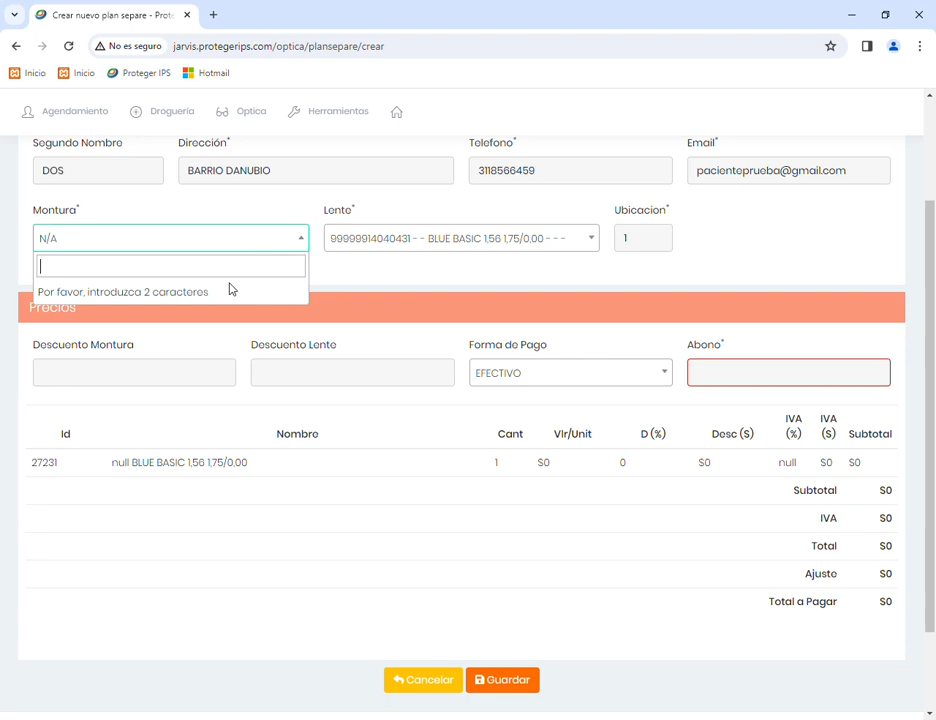 Crear nuevo plan separe - Prote
No es seguro
jarvis.protegerips.com/optica/plansepare/crear
Inicio
Inicio
Proteger IPS
Hotmail
Agendamiento
Droguería
Optica
Herramientas
Segundo Nombre
Dirección*
Telefono*
Email*
DOS
BARRIO DANUBIO
3118566459
pacienteprueba@gmail.com
Montura*
Lente*
Ubicacion*
N/A
99999914040431 - - BLUE BASIC 1,56 1,75/0,00 - - -
1
Por favor, introduzca 2 caracteres
Precios
Descuento Montura
Descuento Lente
Forma de Pago
Abono*
EFECTIVO
Id
Nombre
Cant
Vlr/Unit
D (%)
Desc ($)
IVA (%)
IVA ($)
Subtotal
27231
null BLUE BASIC 1,56 1,75/0,00
1
$0
0
$0
null
$0
$0
Subtotal $0
IVA $0
Total $0
Ajuste $0
Total a Pagar $0
Cancelar
Guardar